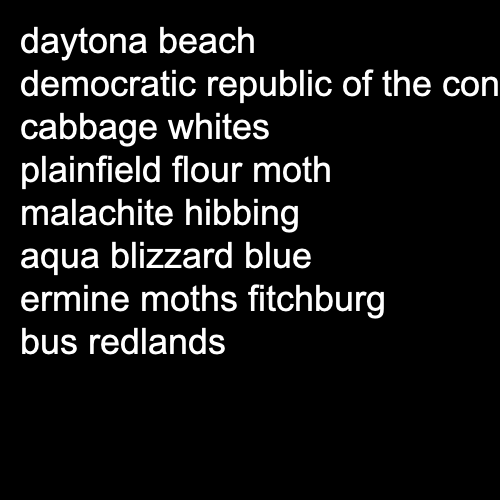 daytona beach
democratic republic of the con
cabbage whites
plainfield flour moth
malachite hibbing
aqua blizzard blue
ermine moths fitchburg
bus redlands